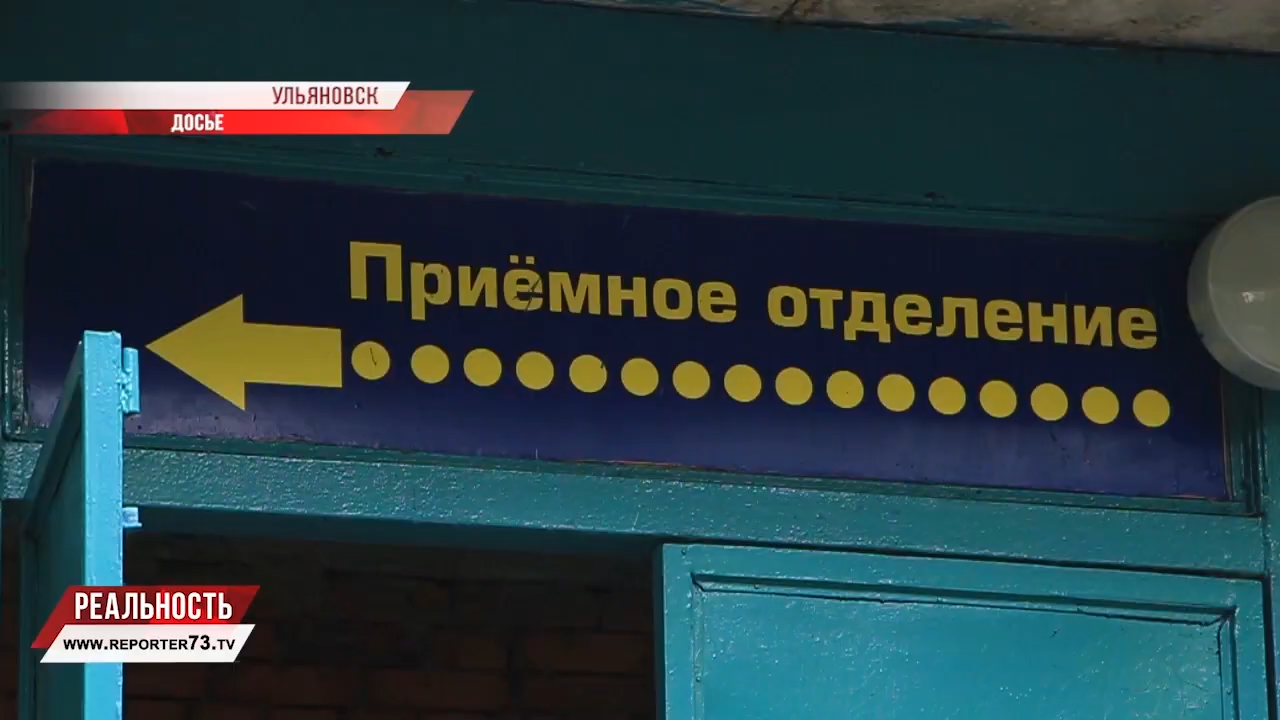 УЛЬЯНОВСК
ДОСЬЕ
Приёмное отделение
РЕАЛЬНОСТЬ
WWW.REPORTER73.TV